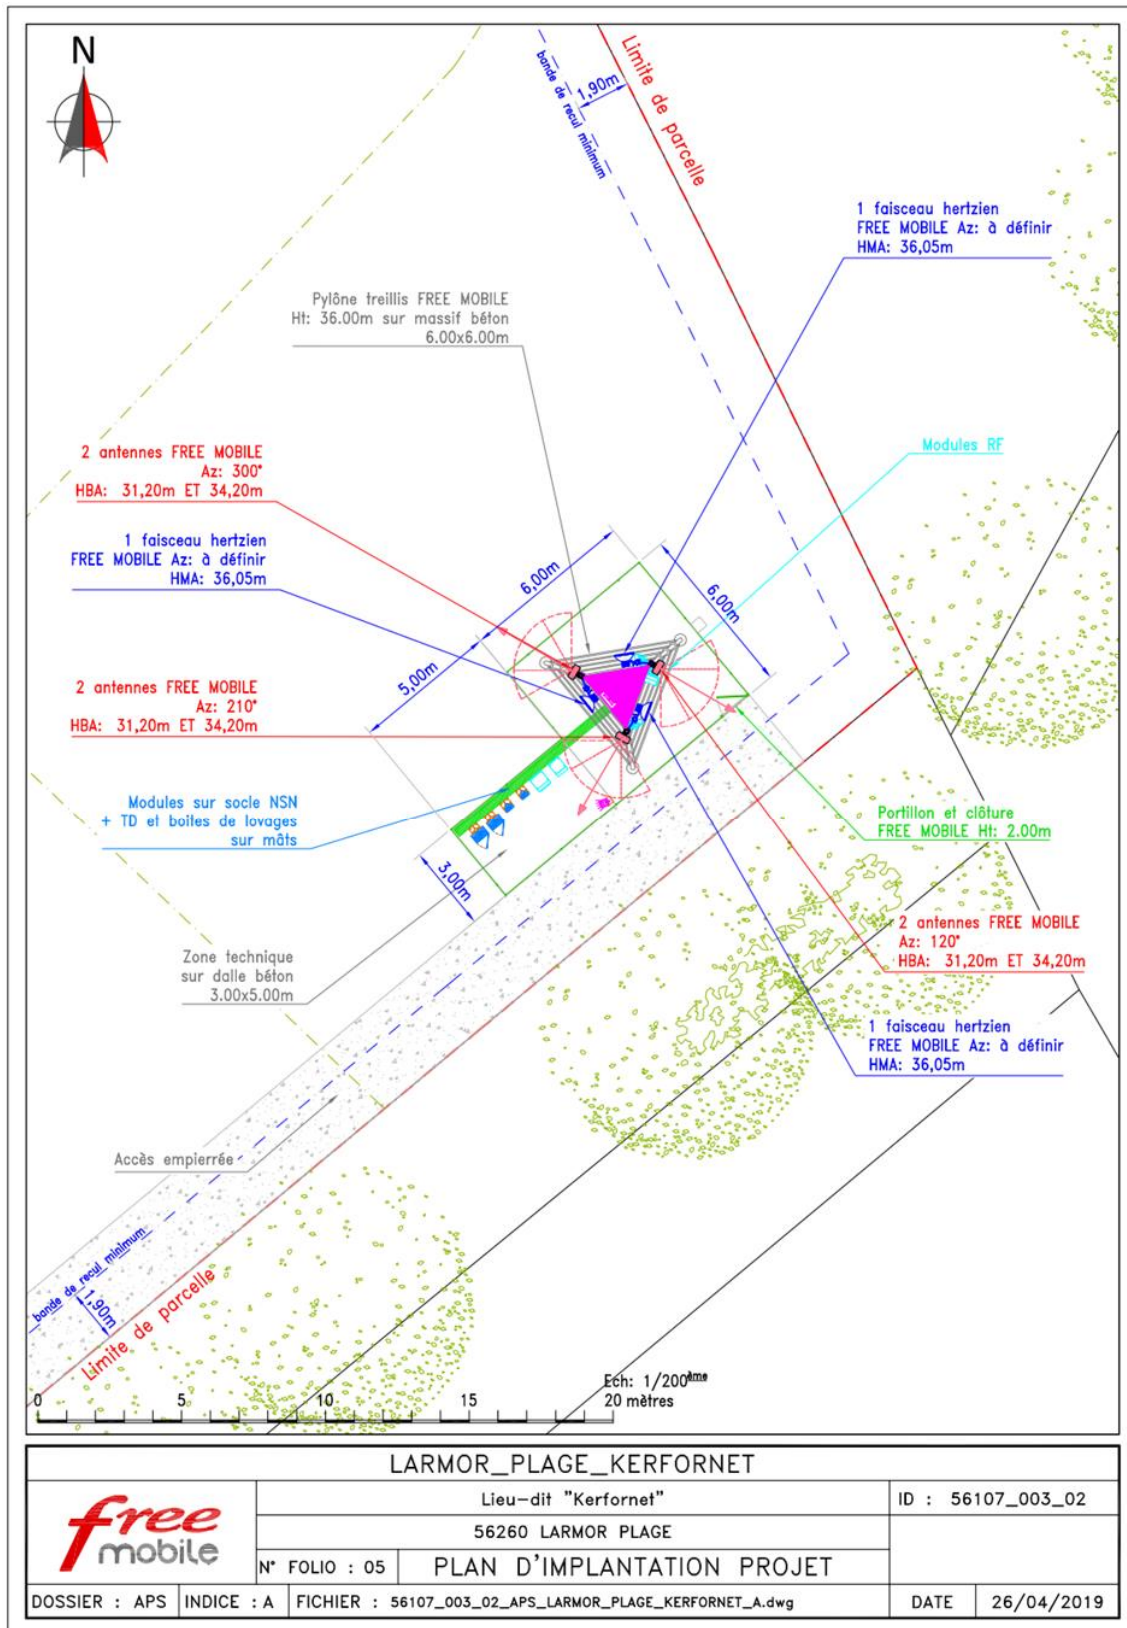 N
bande de recul minimum
1,90m
Limite de parcelle
1 faisceau hertzien
FREE MOBILE Az: à définir
HMA: 36,05m
Pylône treillis FREE MOBILE
Ht: 36.00m sur massif béton
6.00x6.00m
2 antennes FREE MOBILE
Az: 300°
HBA: 31,20m ET 34,20m
Modules RF
1 faisceau hertzien
FREE MOBILE Az: à définir
HMA: 36,05m
6,00m
6,00m
5,00m
2 antennes FREE MOBILE
Az: 210°
HBA: 31,20m ET 34,20m
Modules sur socle NSN
+ TD et boites de lovages
sur mâts
Portillon et clôture
FREE MOBILE Ht: 2.00m
3,00m
2 antennes FREE MOBILE
Az: 120°
HBA: 31,20m ET 34,20m
Zone technique
sur dalle béton
3.00x5.00m
1 faisceau hertzien
FREE MOBILE Az: à définir
HMA: 36,05m
Accès empierrée
bande de recul minimum
1,90m
Limite de parcelle
Ech: 1/200ème
0 5 10 15 20 mètres
LARMOR_PLAGE_KERFORNET
free
mobile
Lieu-dit "Kerfornet"
ID : 56107_003_02
56260 LARMOR PLAGE
N° FOLIO : 05
PLAN D'IMPLANTATION PROJET
DOSSIER : APS
INDICE : A
FICHIER : 56107_003_02_APS_LARMOR_PLAGE_KERFORNET_A.dwg
DATE
26/04/2019